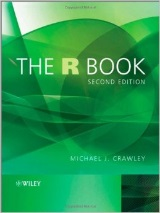 THE R BOOK
SECOND EDITION
MICHAEL J. CRAWLEY
WILEY